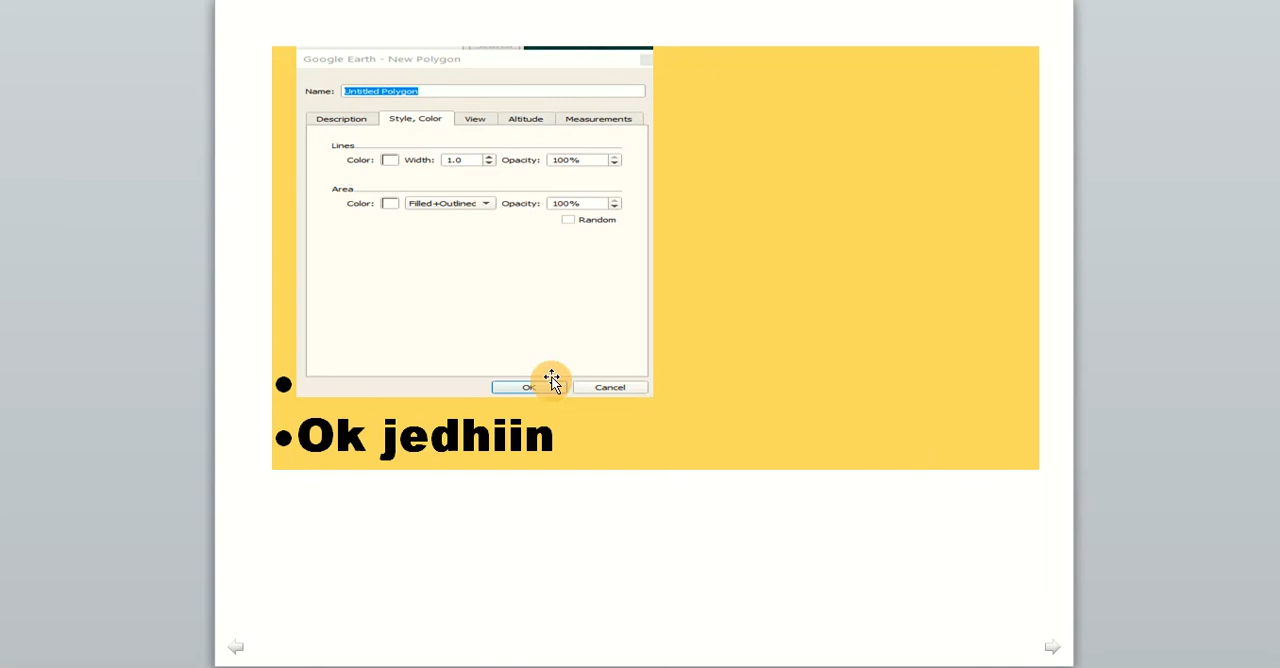 Google Earth - New Polygon
Name: Untitled Polygon
Description Style, Color View Altitude Measurements
Lines
Color: Width: 1.0 Opacity: 100%
Area
Color: Filled+Outlined Opacity: 100%
Random
OK Cancel
•Ok jedhiin